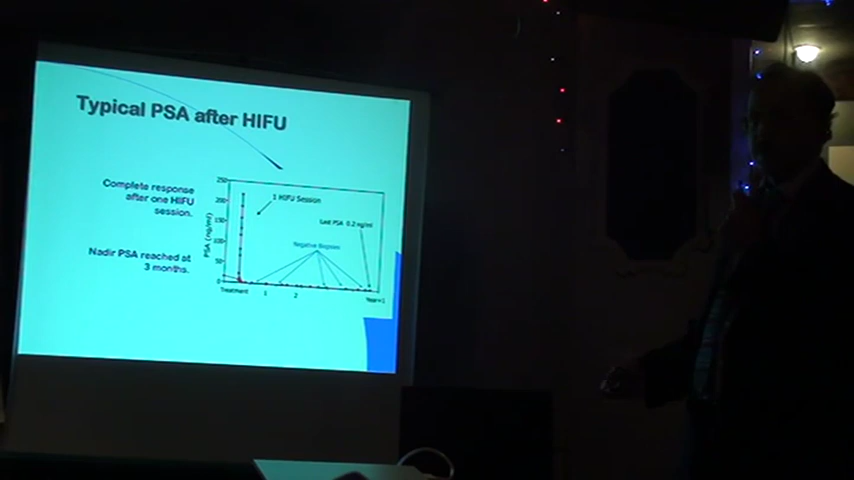 Typical PSA after HIFU
Complete response
after one HIFU
session.
Nadir PSA reached at
3 months.
PSA (ng/ml)
250
200
150
100
50
0
1 HIFU Session
Last PSA 0.2 ng/ml
Negative Biopsies
Treatment
1
2